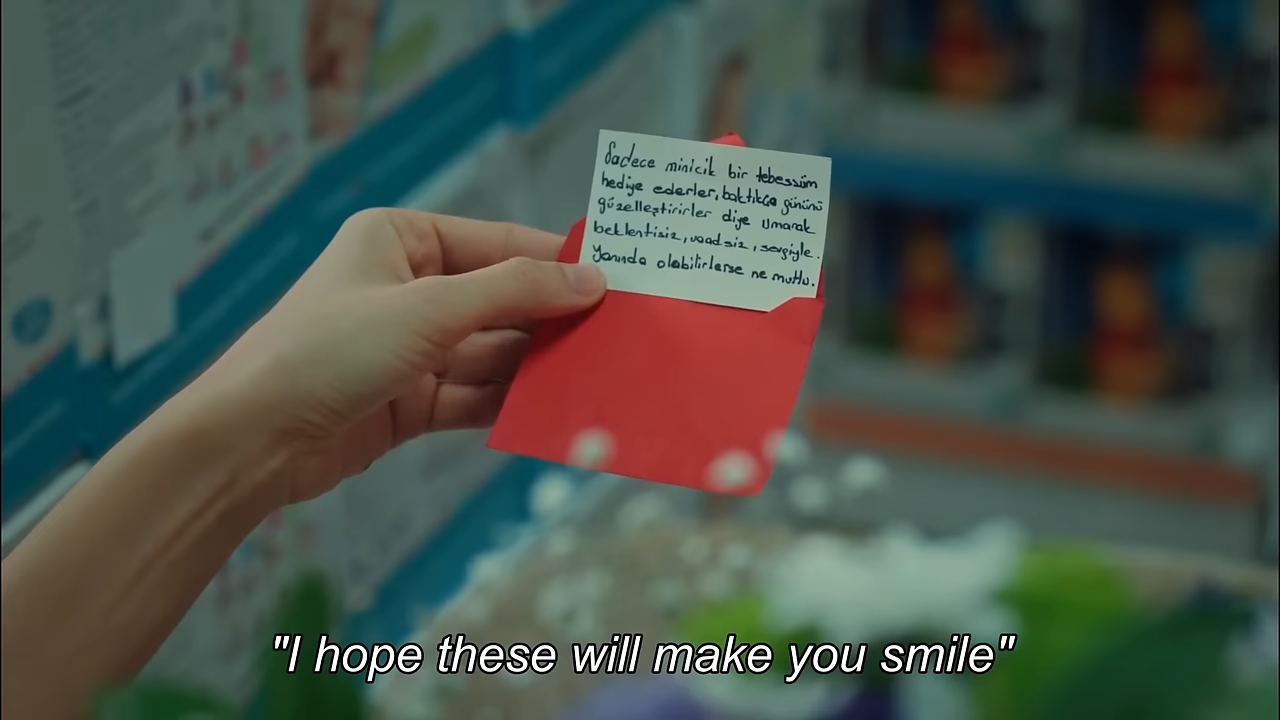 Sadece minicik bir tebessüm
hediye ederler, baktıkça gününü
güzelleştirirler diye umarak
beklentisiz, vaadsiz, sevgiyle.
Yanında olabilirlerse ne mutlu.
"I hope these will make you smile"